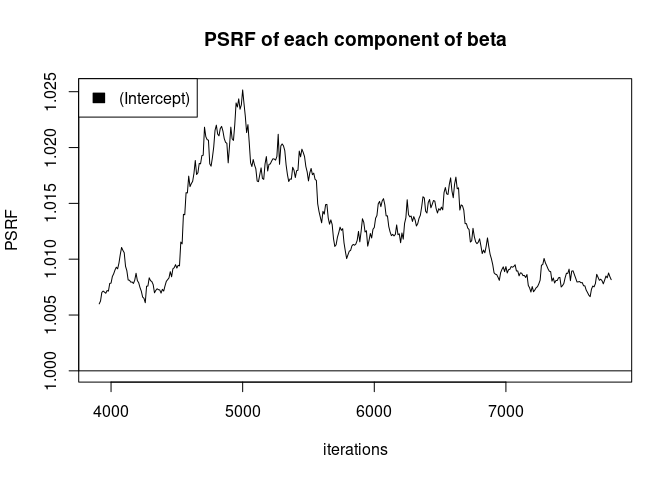 PSRF of each component of beta
(Intercept)
PSRF
1.025
1.020
1.015
1.010
1.005
1.000
4000 5000 6000 7000
iterations